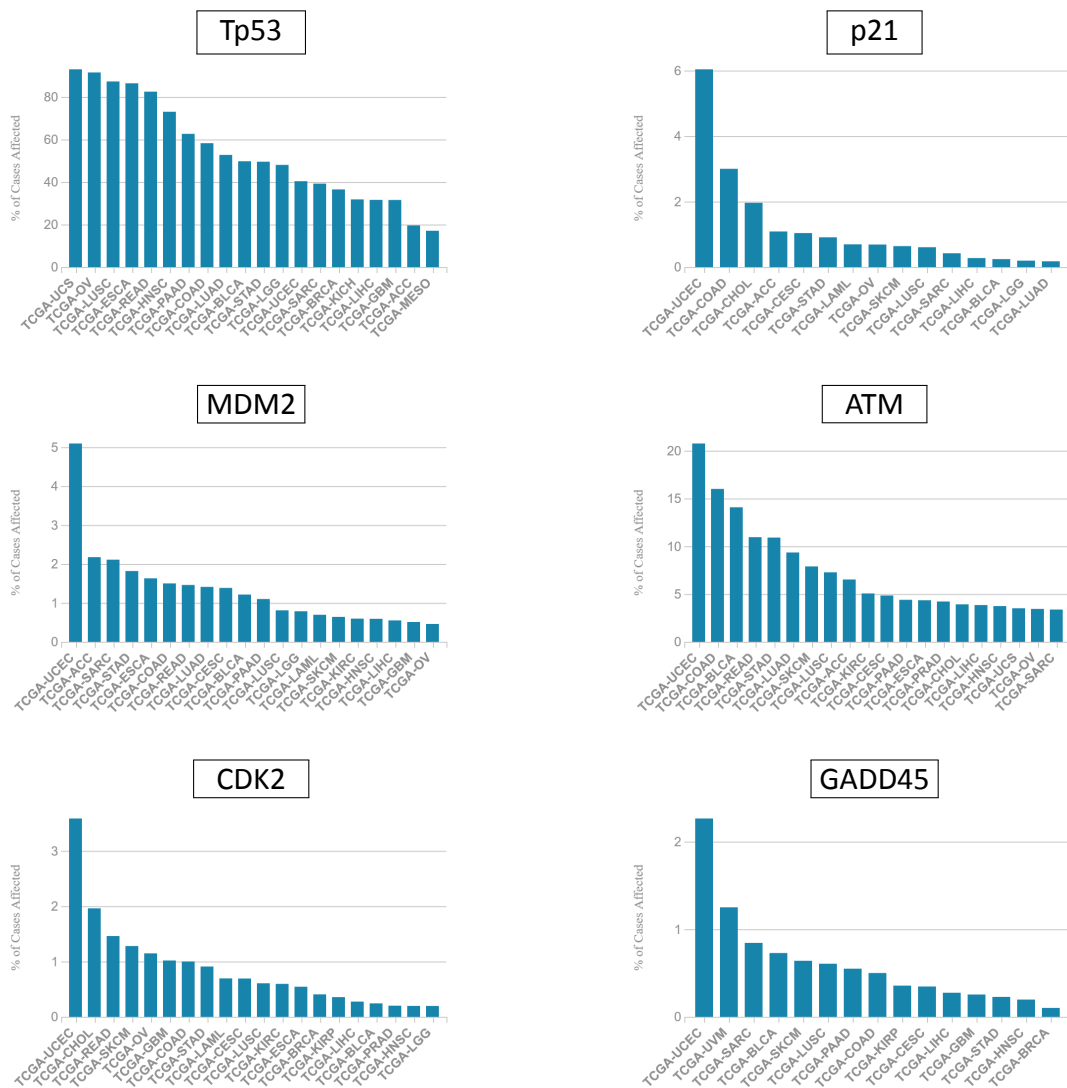 Tp53
% of Cases Affected
80
60
40
20
0
TCGA-UCS
TCGA-OV
TCGA-LUSC
TCGA-ESCA
TCGA-READ
TCGA-HNSC
TCGA-PAAD
TCGA-COAD
TCGA-LUAD
TCGA-BLCA
TCGA-STAD
TCGA-LGG
TCGA-UCEC
TCGA-SARC
TCGA-BRCA
TCGA-KICH
TCGA-LIHC
TCGA-GBM
TCGA-ACC
TCGA-MESO
p21
% of Cases Affected
6
4
2
0
TCGA-UCEC
TCGA-COAD
TCGA-CHOL
TCGA-ACC
TCGA-CESC
TCGA-STAD
TCGA-LAML
TCGA-OV
TCGA-SKCM
TCGA-LUSC
TCGA-SARC
TCGA-LIHC
TCGA-BLCA
TCGA-LGG
TCGA-LUAD
MDM2
% of Cases Affected
5
4
3
2
1
0
TCGA-UCEC
TCGA-ACC
TCGA-SARC
TCGA-STAD
TCGA-ESCA
TCGA-COAD
TCGA-READ
TCGA-LUAD
TCGA-CESC
TCGA-BLCA
TCGA-PAAD
TCGA-LUSC
TCGA-LGG
TCGA-LAML
TCGA-SKCM
TCGA-KIRC
TCGA-HNSC
TCGA-LIHC
TCGA-GBM
TCGA-OV
ATM
% of Cases Affected
20
15
10
5
0
TCGA-UCEC
TCGA-COAD
TCGA-BLCA
TCGA-READ
TCGA-STAD
TCGA-LUAD
TCGA-SKCM
TCGA-LUSC
TCGA-ACC
TCGA-KIRC
TCGA-CESC
TCGA-PAAD
TCGA-ESCA
TCGA-PRAD
TCGA-CHOL
TCGA-LIHC
TCGA-HNSC
TCGA-UCS
TCGA-OV
TCGA-SARC
CDK2
% of Cases Affected
3
2
1
0
TCGA-UCEC
TCGA-CHOL
TCGA-READ
TCGA-SKCM
TCGA-OV
TCGA-GBM
TCGA-COAD
TCGA-STAD
TCGA-LAML
TCGA-CESC
TCGA-LUSC
TCGA-KIRC
TCGA-ESCA
TCGA-BRCA
TCGA-KIRP
TCGA-LIHC
TCGA-BLCA
TCGA-PRAD
TCGA-HNSC
TCGA-LGG
GADD45
% of Cases Affected
2
1
0
TCGA-UCEC
TCGA-UVM
TCGA-SARC
TCGA-BLCA
TCGA-SKCM
TCGA-LUSC
TCGA-PAAD
TCGA-COAD
TCGA-KIRP
TCGA-CESC
TCGA-LIHC
TCGA-GBM
TCGA-STAD
TCGA-HNSC
TCGA-BRCA